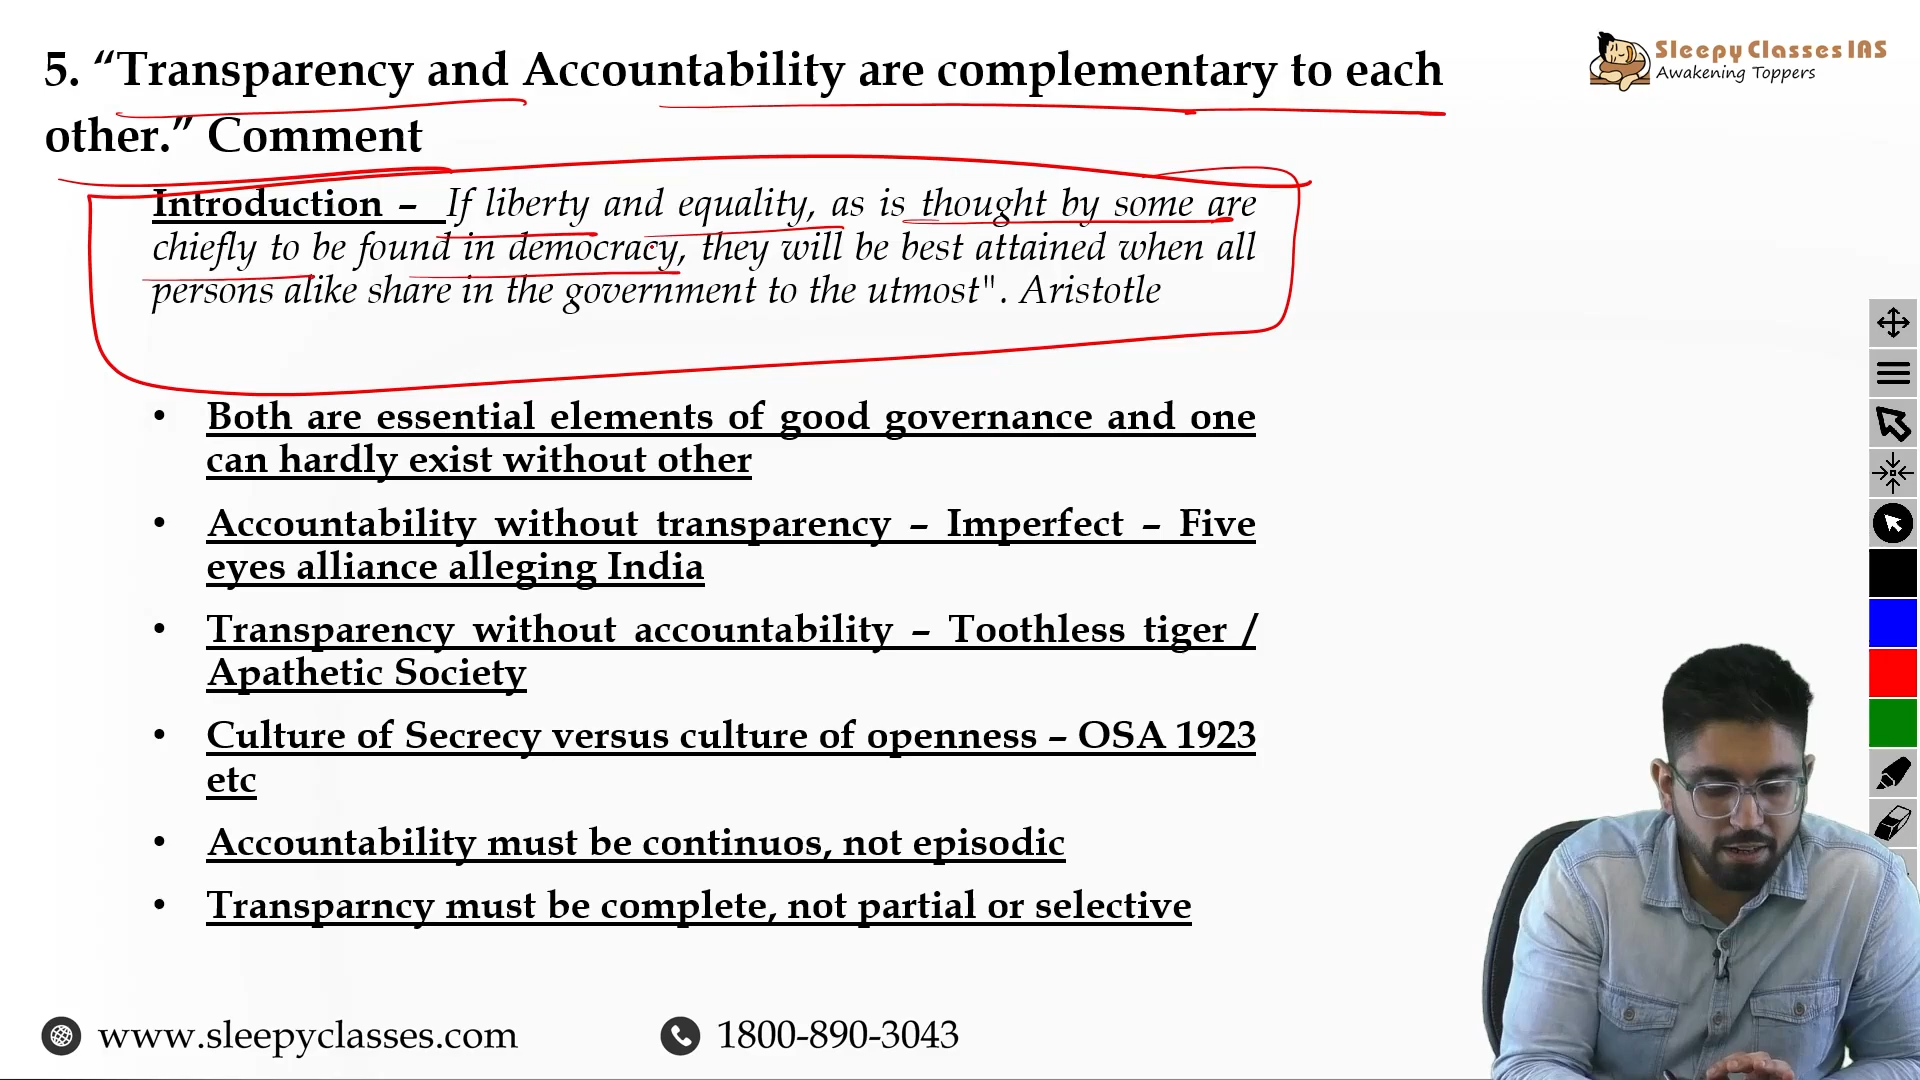 5. “Transparency and Accountability are complementary to each
other.” Comment
Sleepy Classes IAS
Awakening Toppers
Introduction – If liberty and equality, as is thought by some are
chiefly to be found in democracy, they will be best attained when all
persons alike share in the government to the utmost". Aristotle
• Both are essential elements of good governance and one
can hardly exist without other
• Accountability without transparency – Imperfect – Five
eyes alliance alleging India
• Transparency without accountability – Toothless tiger /
Apathetic Society
• Culture of Secrecy versus culture of openness – OSA 1923
etc
• Accountability must be continuos, not episodic
• Transparncy must be complete, not partial or selective
www.sleepyclasses.com
1800-890-3043